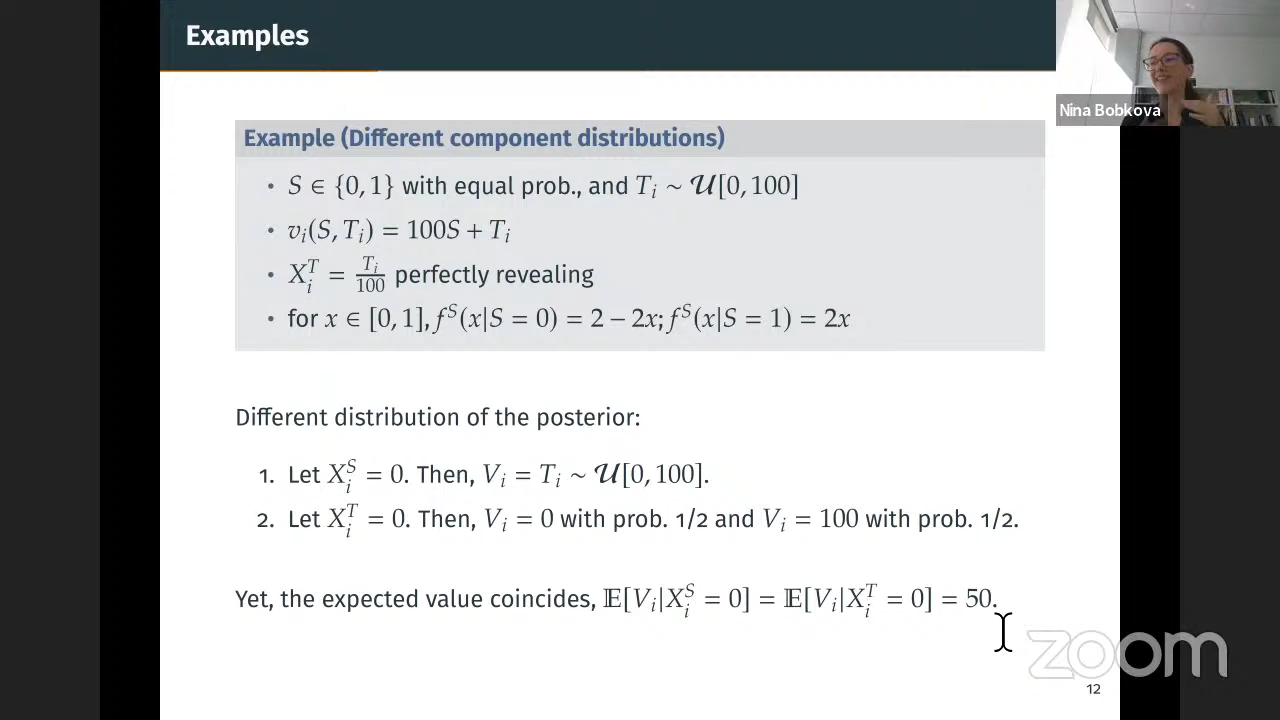 Examples
Nina Bobkova
Example (Different component distributions)
• S ∈ {0, 1} with equal prob., and T_i ∼ 𝒰[0, 100]
• v_i(S, T_i) = 100S + T_i
• X_i^T = T_i/100 perfectly revealing
• for x ∈ [0, 1], f^S(x|S = 0) = 2 − 2x; f^S(x|S = 1) = 2x
Different distribution of the posterior:
1. Let X_i^S = 0. Then, V_i = T_i ∼ 𝒰[0, 100].
2. Let X_i^T = 0. Then, V_i = 0 with prob. 1/2 and V_i = 100 with prob. 1/2.
Yet, the expected value coincides, 𝔼[V_i|X_i^S = 0] = 𝔼[V_i|X_i^T = 0] = 50.
zoom
12